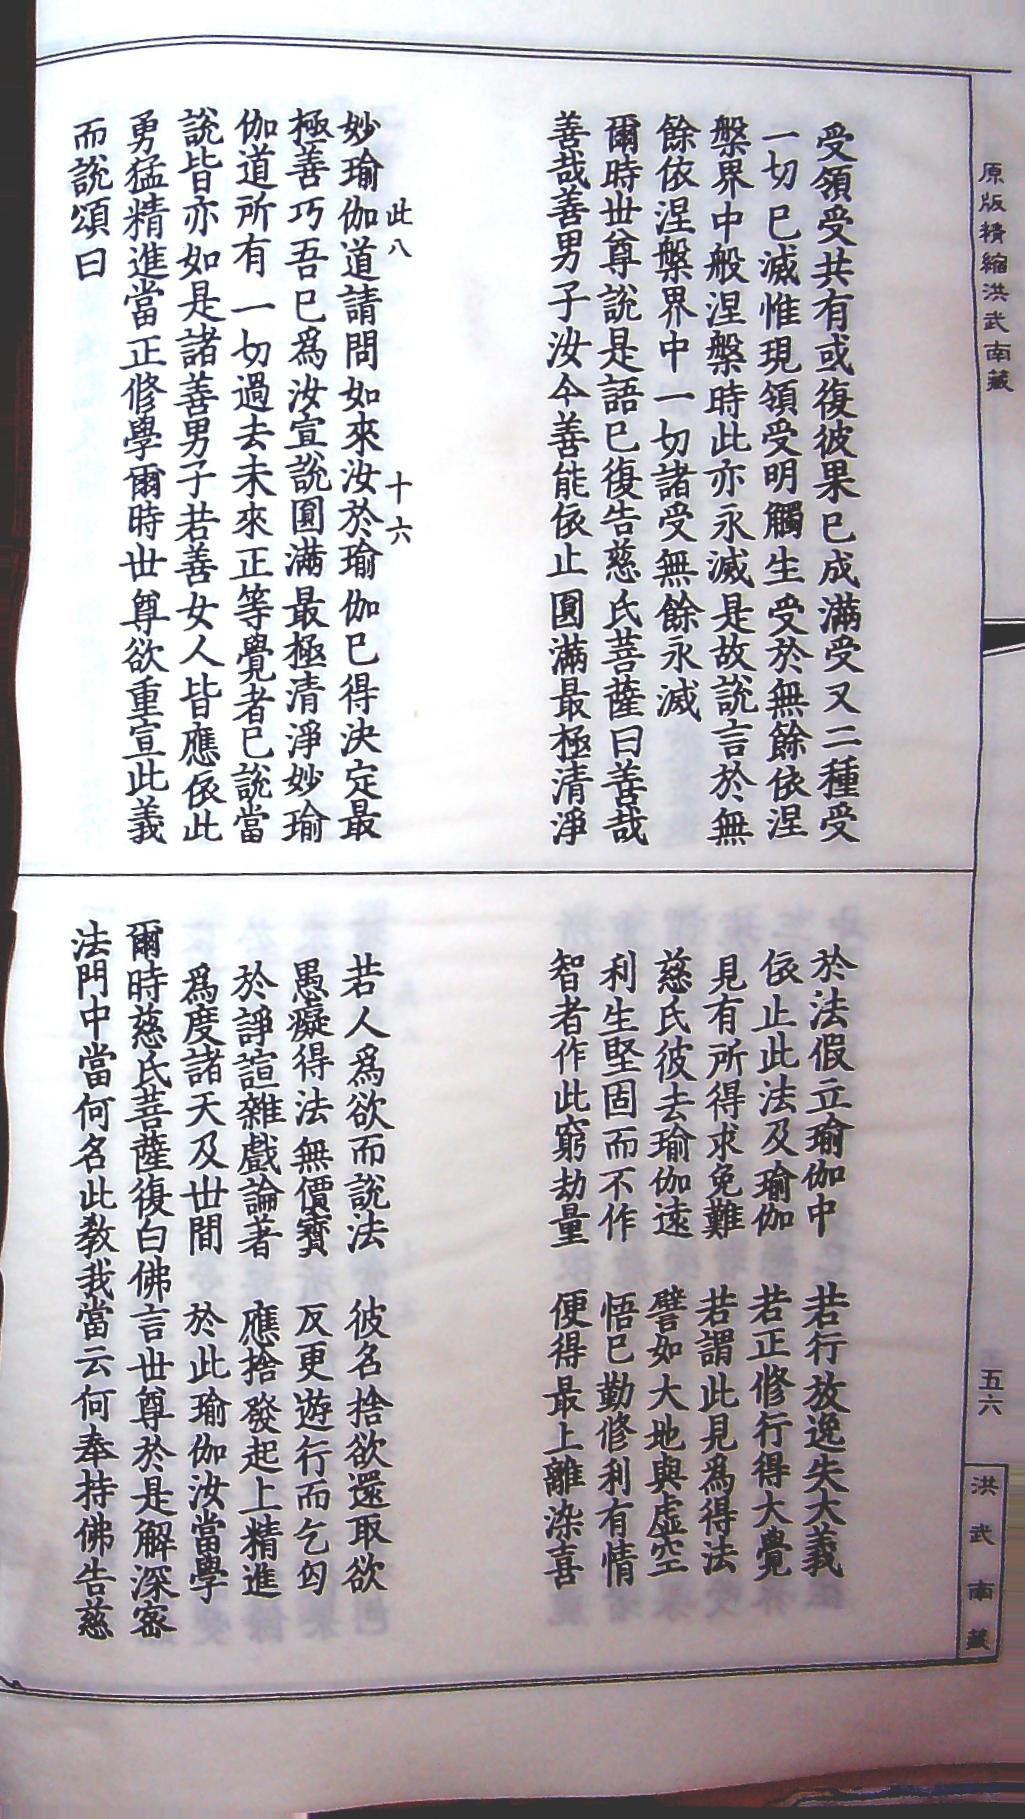 原版精縮洪武南藏
受領受共有或復彼果已成滿受又二種受
一切已滅惟現領受明觸生受於無餘依涅
槃界中般涅槃時此亦永滅是故說言於無
餘依涅槃界中一切諸受無餘永滅
爾時世尊說是語已復告慈氏菩薩曰善哉
善哉善男子汝今善能依止圓滿最極清淨
此八 十六
妙瑜伽道請問如來汝於瑜伽已得決定最
極善巧吾已爲汝宣說圓滿最極清淨妙瑜
伽道所有一切過去未來正等覺者已說當
說皆亦如是諸善男子若善女人皆應依此
勇猛精進當正修學爾時世尊欲重宣此義
而說頌曰
於法假立瑜伽中 若行放逸失大義
依止此法及瑜伽 若正修行得大覺
見有所得求免難 若謂此見爲得法
慈氏彼去瑜伽遠 譬如大地與虛空
利生堅固而不作 悟已勤修利有情
智者作此窮劫量 便得最上離染喜
若人爲欲而說法 彼名捨欲還取欲
愚癡得法無價寶 反更遊行而乞匃
於諍諠雜戲論著 應捨發起上精進
爲度諸天及世間 於此瑜伽汝當學
爾時慈氏菩薩復白佛言世尊於是解深密
法門中當何名此敎我當云何奉持佛告慈
五六
洪武南藏